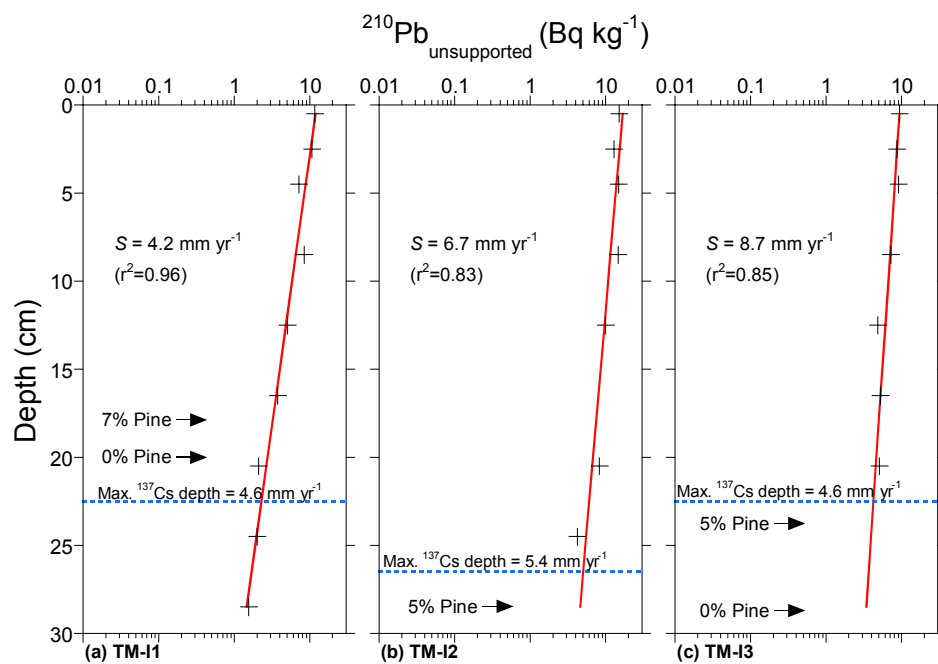 ²¹⁰Pb unsupported (Bq kg⁻¹)
0.01 0.1 1 10 0.01 0.1 1 10 0.01 0.1 1 10
0
5
10
15
20
25
30
Depth (cm)
S = 4.2 mm yr⁻¹
(r²=0.96)
7% Pine
0% Pine
Max. ¹³⁷Cs depth = 4.6 mm yr⁻¹
(a) TM-I1
S = 6.7 mm yr⁻¹
(r²=0.83)
Max. ¹³⁷Cs depth = 5.4 mm yr⁻¹
5% Pine
(b) TM-I2
S = 8.7 mm yr⁻¹
(r²=0.85)
Max. ¹³⁷Cs depth = 4.6 mm yr⁻¹
5% Pine
0% Pine
(c) TM-I3